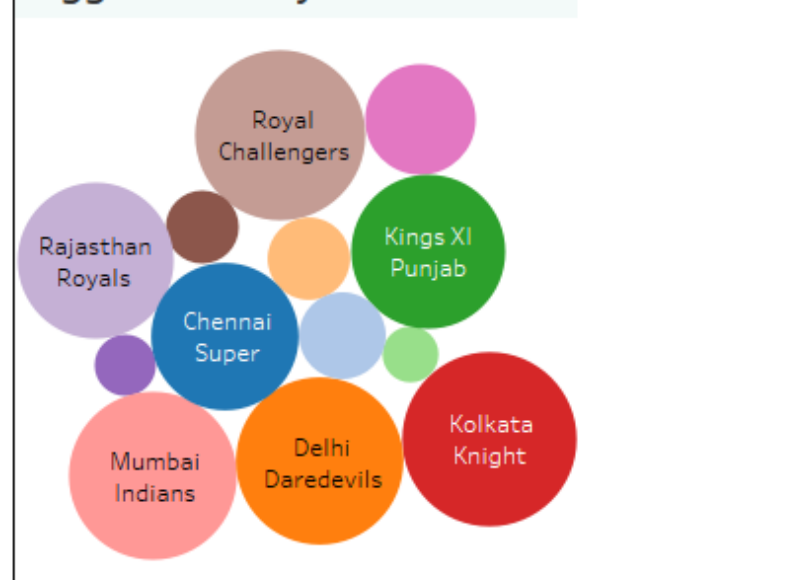 Royal
Challengers
Kings XI
Punjab
Rajasthan
Royals
Chennai
Super
Kolkata
Knight
Delhi
Daredevils
Mumbai
Indians